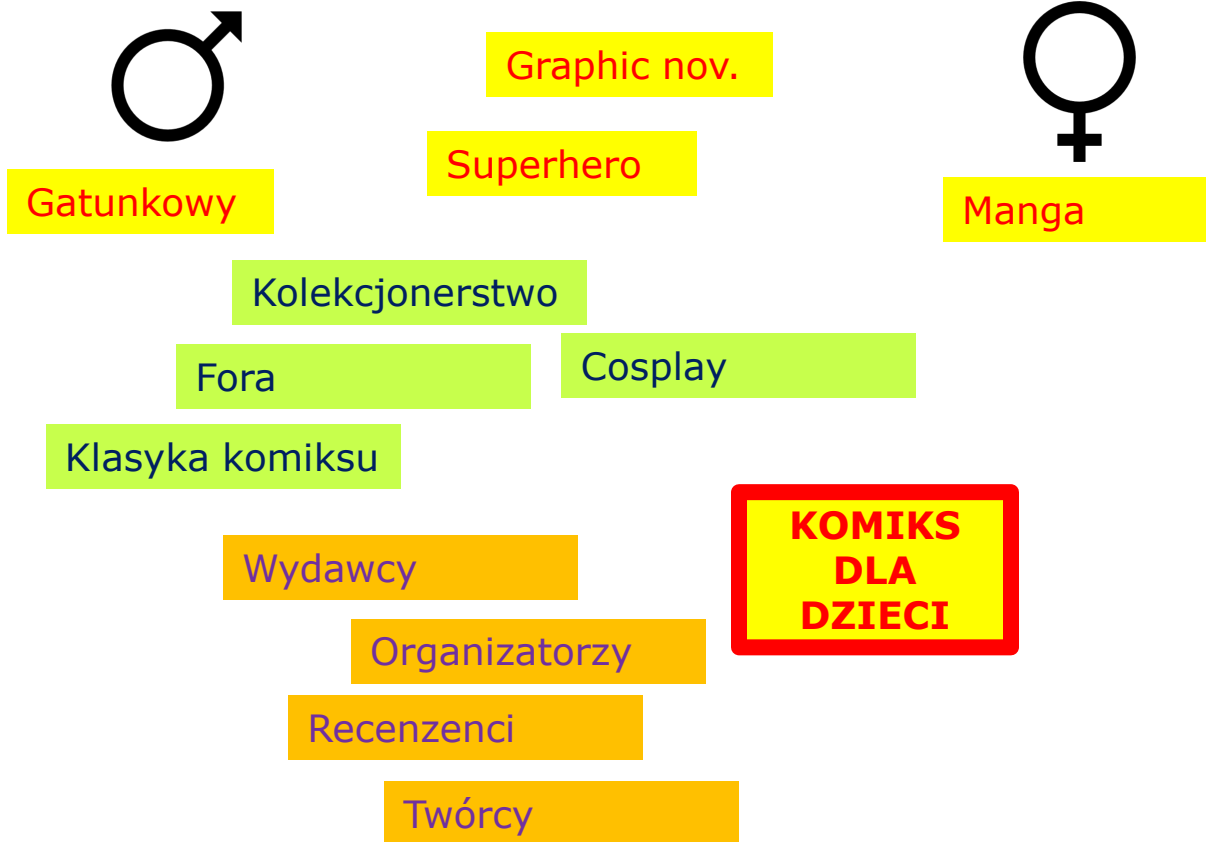 Graphic nov.
Superhero
Gatunkowy
Manga
Kolekcjonerstwo
Cosplay
Fora
Klasyka komiksu
KOMIKS
DLA
DZIECI
Wydawcy
Organizatorzy
Recenzenci
Twórcy